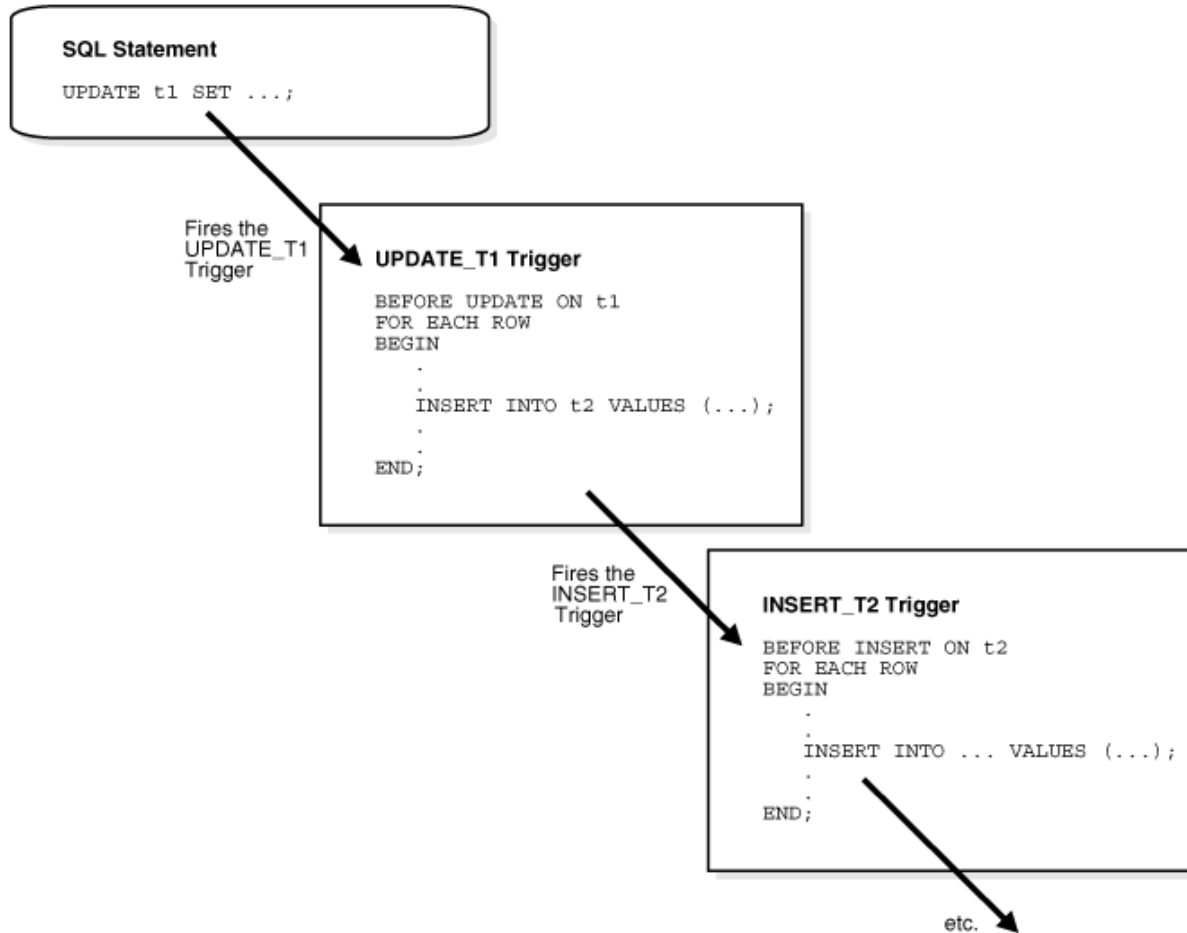 SQL Statement
UPDATE t1 SET ...;
Fires the
UPDATE_T1
Trigger
UPDATE_T1 Trigger
BEFORE UPDATE ON t1
FOR EACH ROW
BEGIN
.
.
INSERT INTO t2 VALUES (...);
.
.
END;
Fires the
INSERT_T2
Trigger
INSERT_T2 Trigger
BEFORE INSERT ON t2
FOR EACH ROW
BEGIN
.
.
INSERT INTO ... VALUES (...);
.
.
END;
etc.